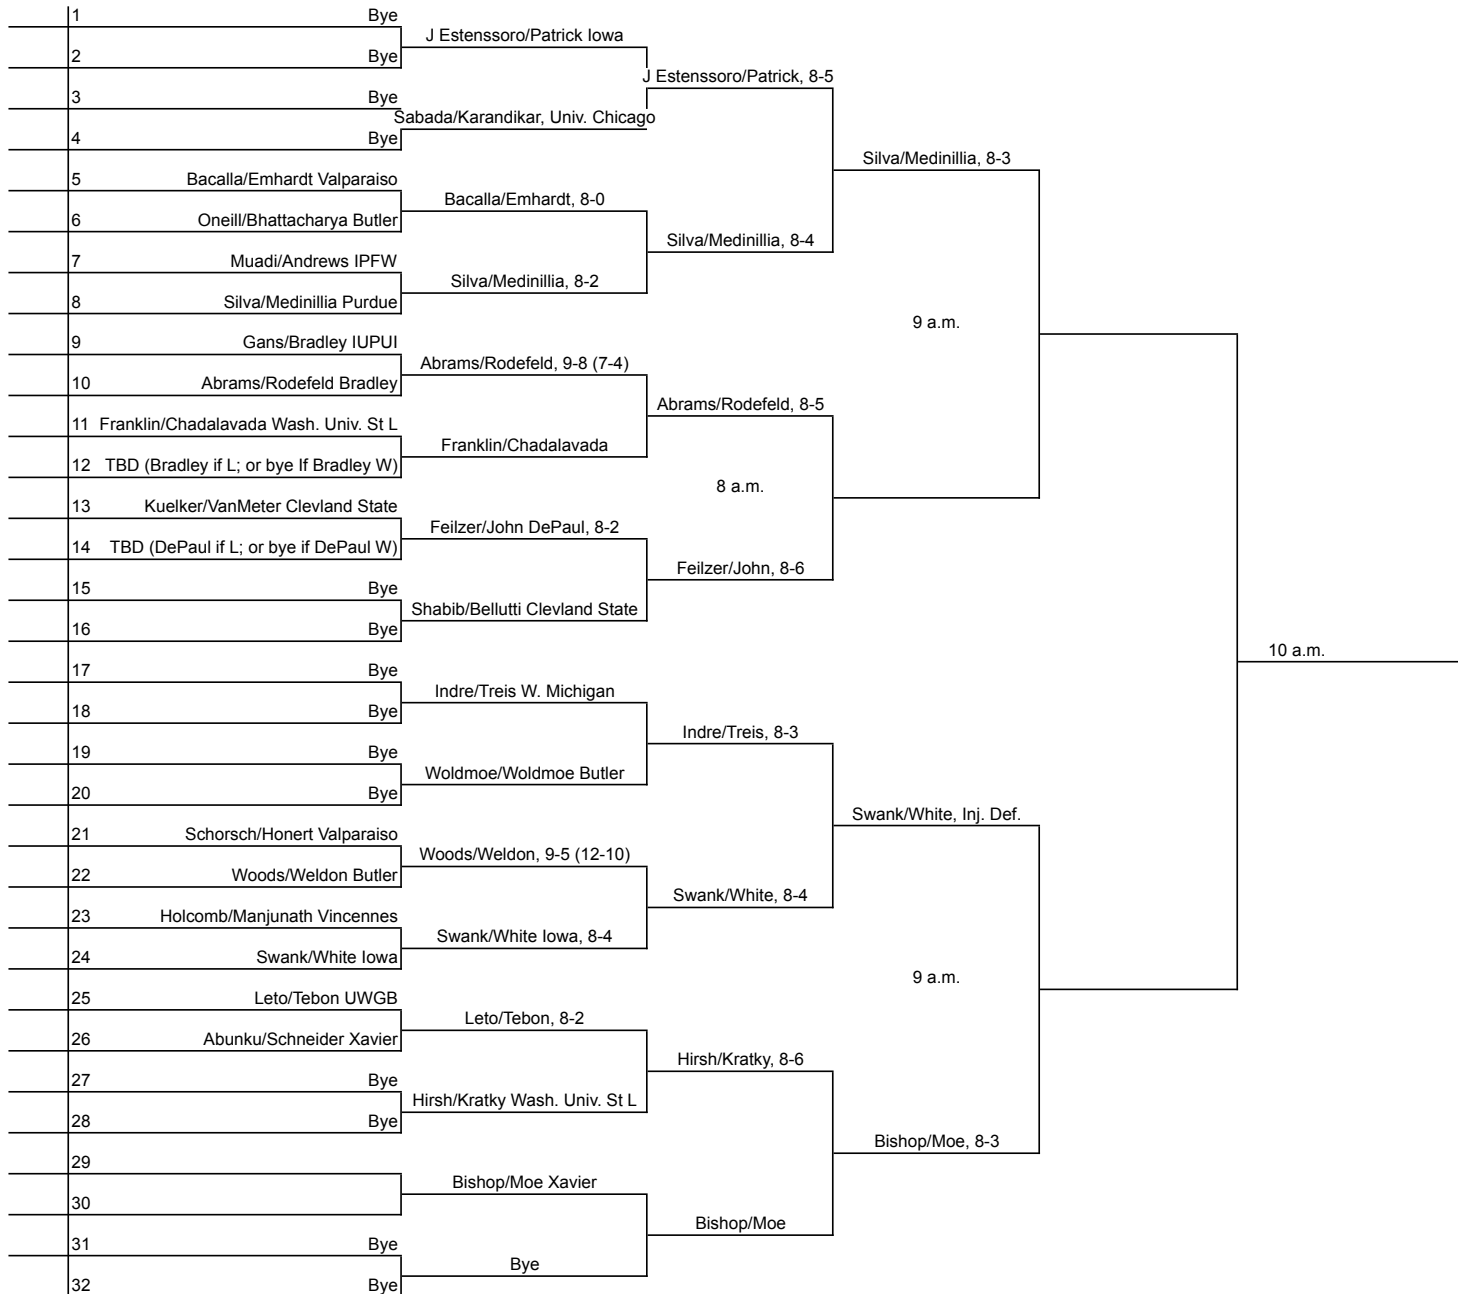 1 Bye
J Estenssoro/Patrick Iowa
2 Bye
J Estenssoro/Patrick, 8-5
3 Bye
Sabada/Karandikar, Univ. Chicago
4 Bye
Silva/Medinillia, 8-3
5 Bacalla/Emhardt Valparaiso
Bacalla/Emhardt, 8-0
6 Oneill/Bhattacharya Butler
Silva/Medinillia, 8-4
7 Muadi/Andrews IPFW
Silva/Medinillia, 8-2
8 Silva/Medinillia Purdue
9 a.m.
9 Gans/Bradley IUPUI
Abrams/Rodefeld, 9-8 (7-4)
10 Abrams/Rodefeld Bradley
Abrams/Rodefeld, 8-5
11 Franklin/Chadalavada Wash. Univ. St L
Franklin/Chadalavada
12 TBD (Bradley if L; or bye If Bradley W)
8 a.m.
13 Kuelker/VanMeter Clevland State
Feilzer/John DePaul, 8-2
14 TBD (DePaul if L; or bye if DePaul W)
Feilzer/John, 8-6
15 Bye
Shabib/Bellutti Clevland State
16 Bye
10 a.m.
17 Bye
Indre/Treis W. Michigan
18 Bye
Indre/Treis, 8-3
19 Bye
Woldmoe/Woldmoe Butler
20 Bye
Swank/White, Inj. Def.
21 Schorsch/Honert Valparaiso
Woods/Weldon, 9-5 (12-10)
22 Woods/Weldon Butler
Swank/White, 8-4
23 Holcomb/Manjunath Vincennes
Swank/White Iowa, 8-4
24 Swank/White Iowa
9 a.m.
25 Leto/Tebon UWGB
Leto/Tebon, 8-2
26 Abunku/Schneider Xavier
Hirsh/Kratky, 8-6
27 Bye
Hirsh/Kratky Wash. Univ. St L
28 Bye
Bishop/Moe, 8-3
29
Bishop/Moe Xavier
30
Bishop/Moe
31 Bye
Bye
32 Bye